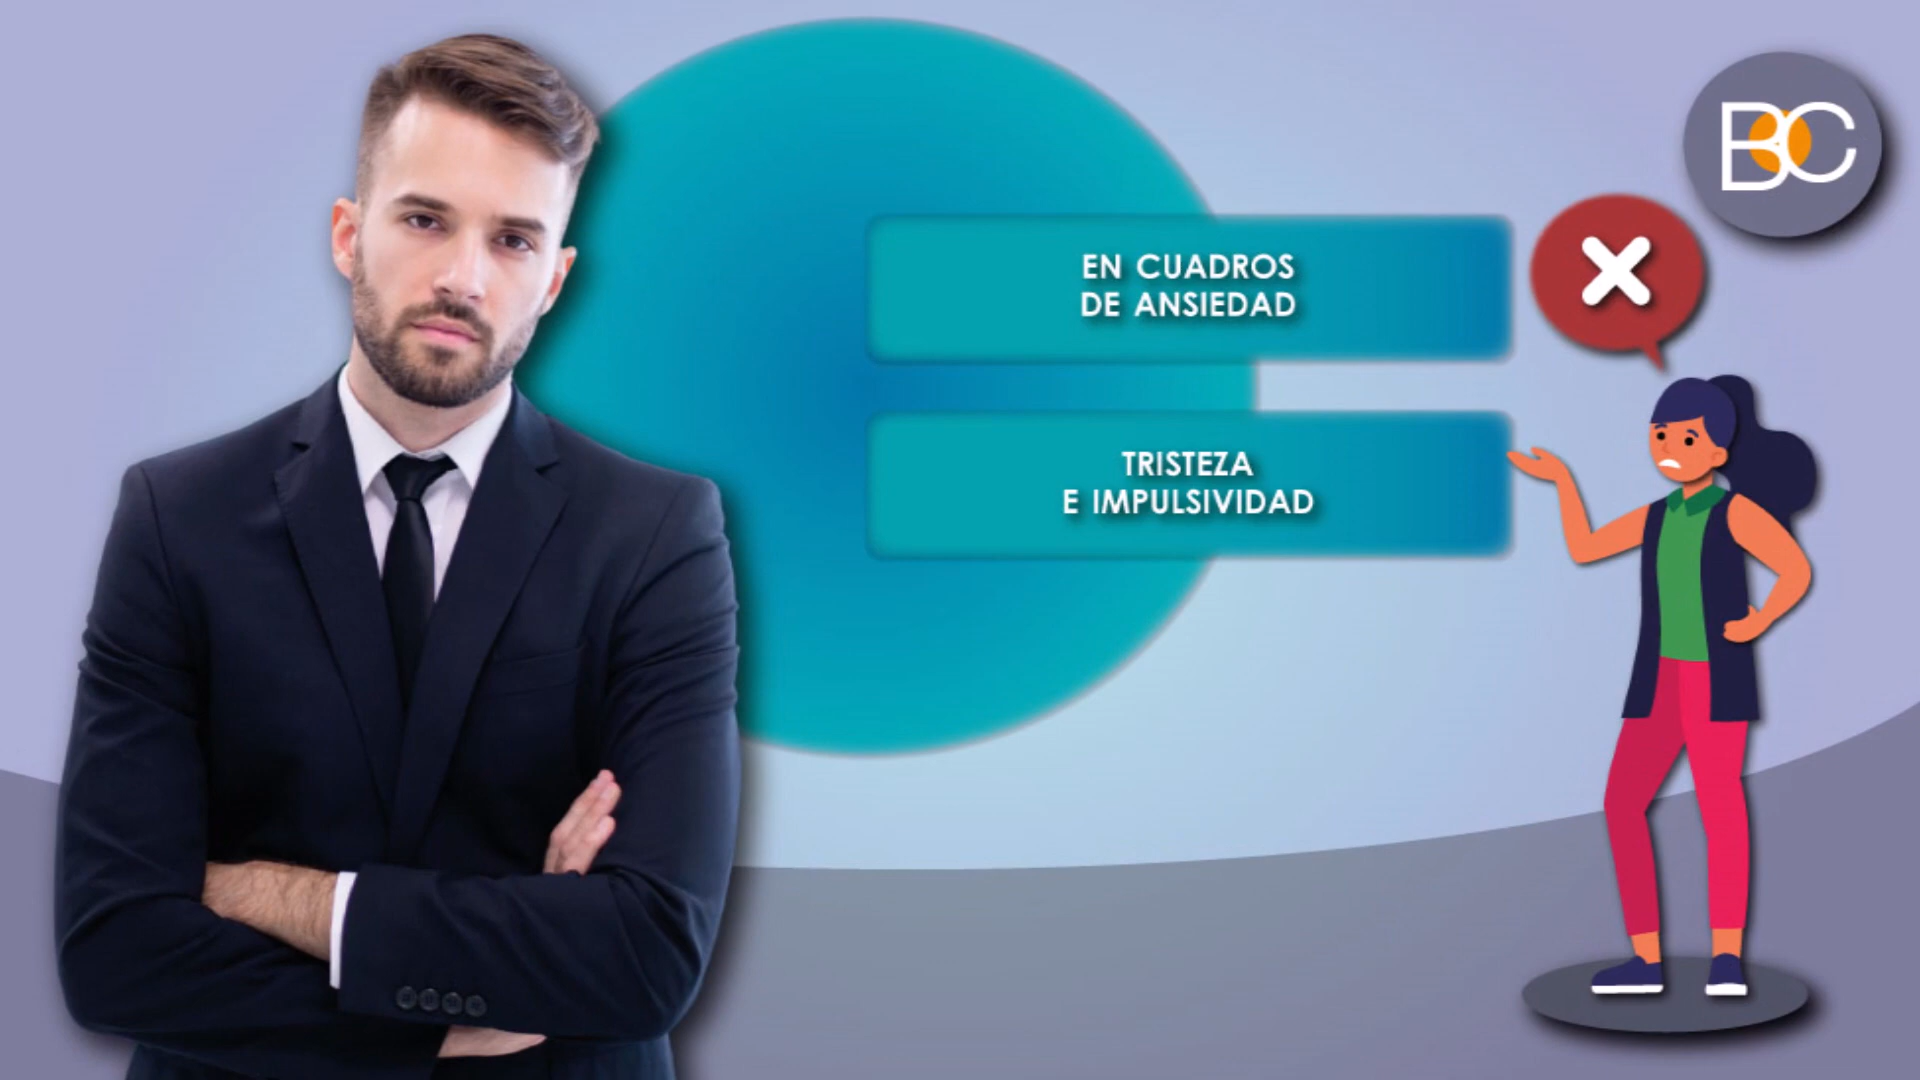 BC
EN CUADROS
DE ANSIEDAD
TRISTEZA
E IMPULSIVIDAD